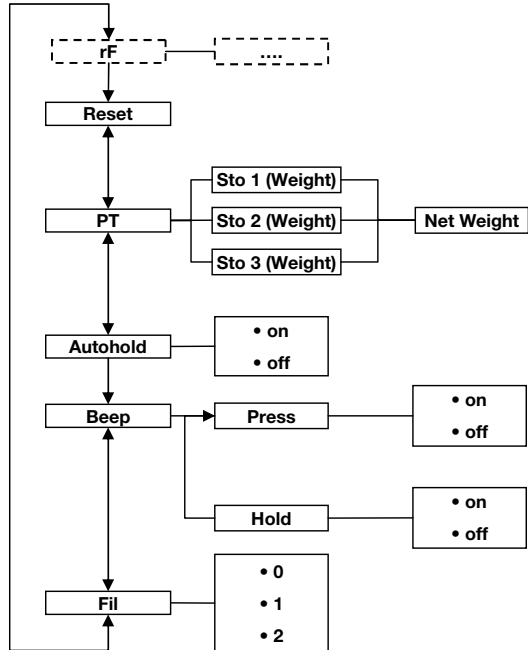 rF
....
Reset
Sto 1 (Weight)
PT
Sto 2 (Weight)
Net Weight
Sto 3 (Weight)
Autohold
• on
• off
Beep
Press
• on
• off
Hold
• on
• off
Fil
• 0
• 1
• 2